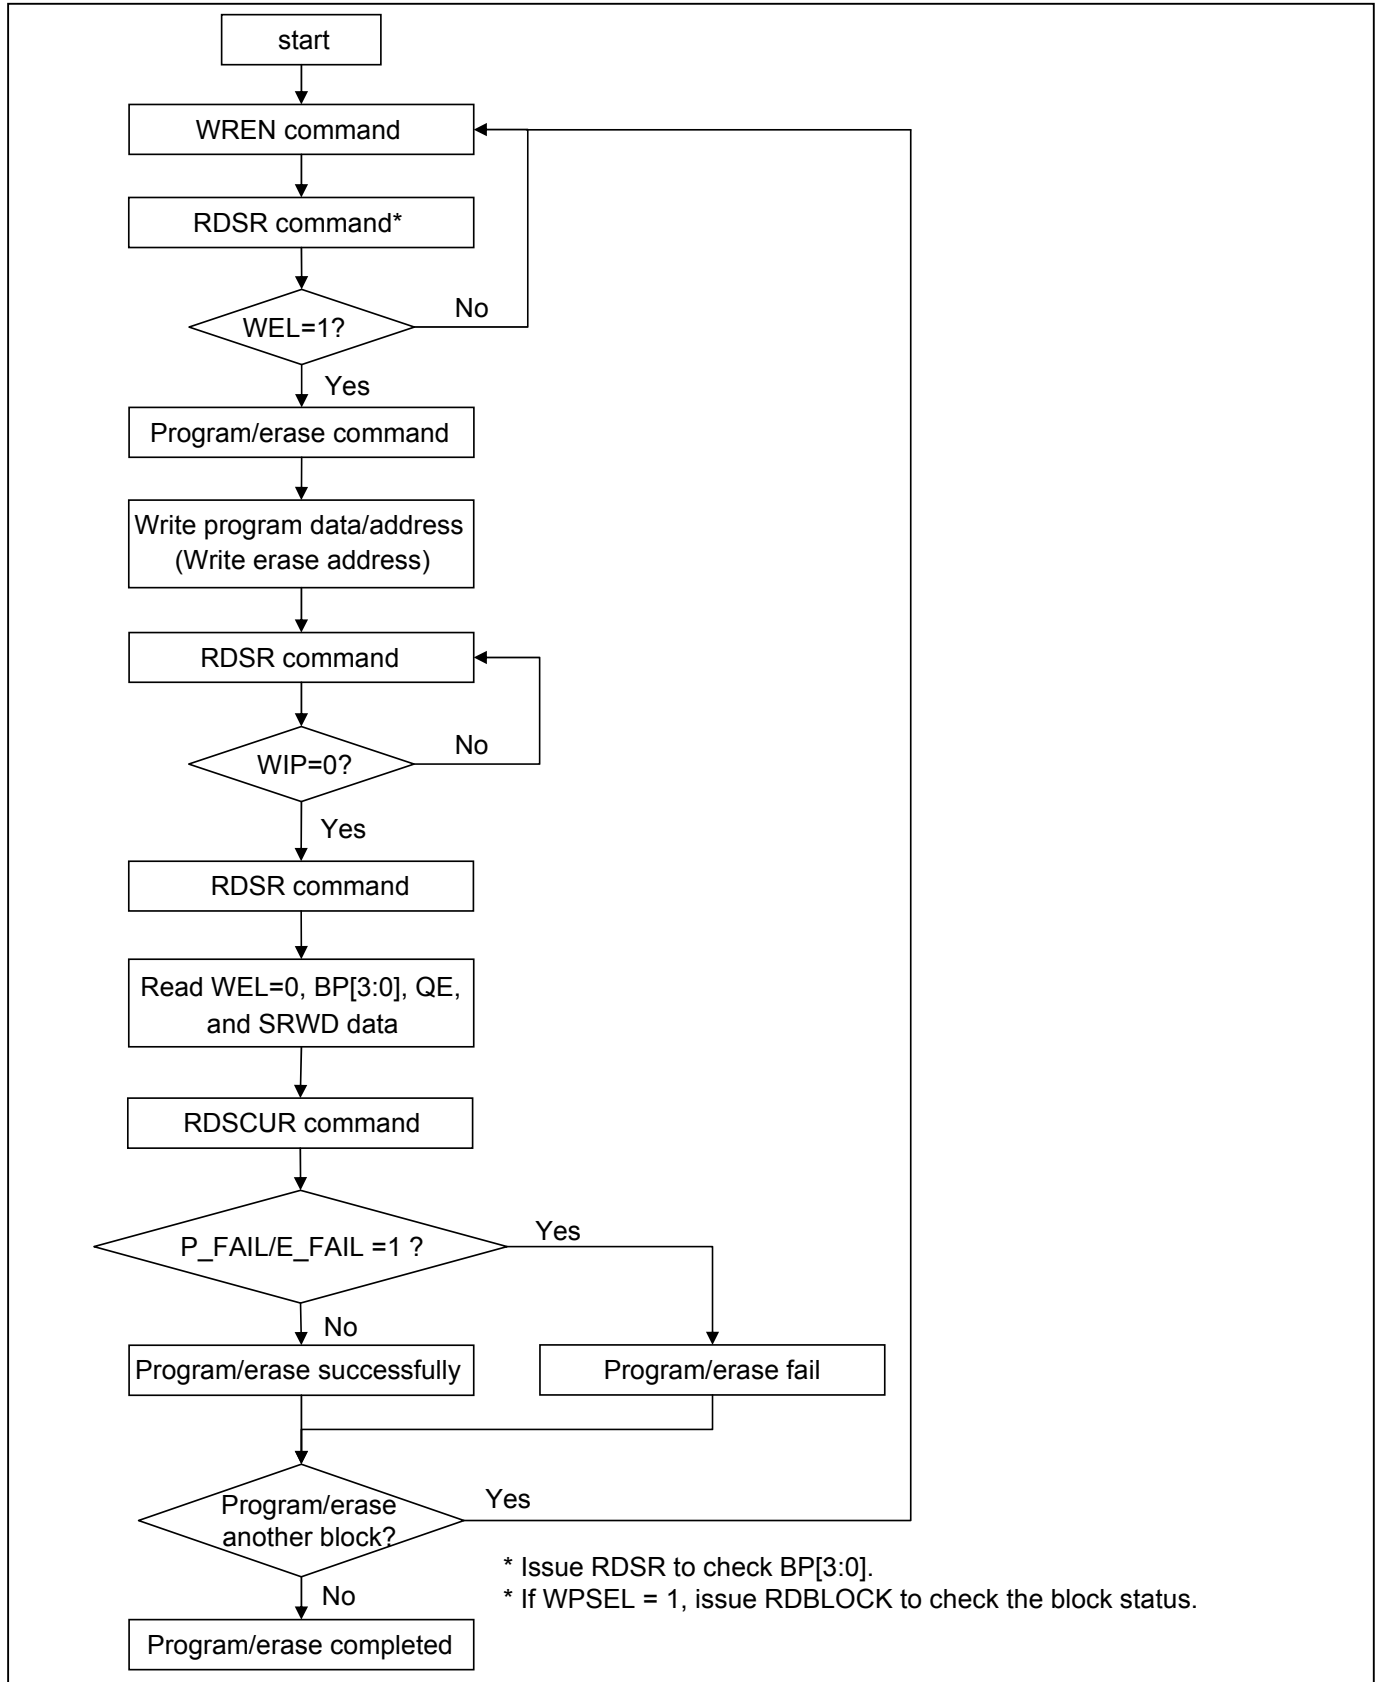 start
WREN command
RDSR command*
WEL=1?
No
Yes
Program/erase command
Write program data/address
(Write erase address)
RDSR command
WIP=0?
No
Yes
RDSR command
Read WEL=0, BP[3:0], QE,
and SRWD data
RDSCUR command
P_FAIL/E_FAIL =1 ?
Yes
No
Program/erase successfully
Program/erase fail
Program/erase
another block?
Yes
* Issue RDSR to check BP[3:0].
* If WPSEL = 1, issue RDBLOCK to check the block status.
No
Program/erase completed